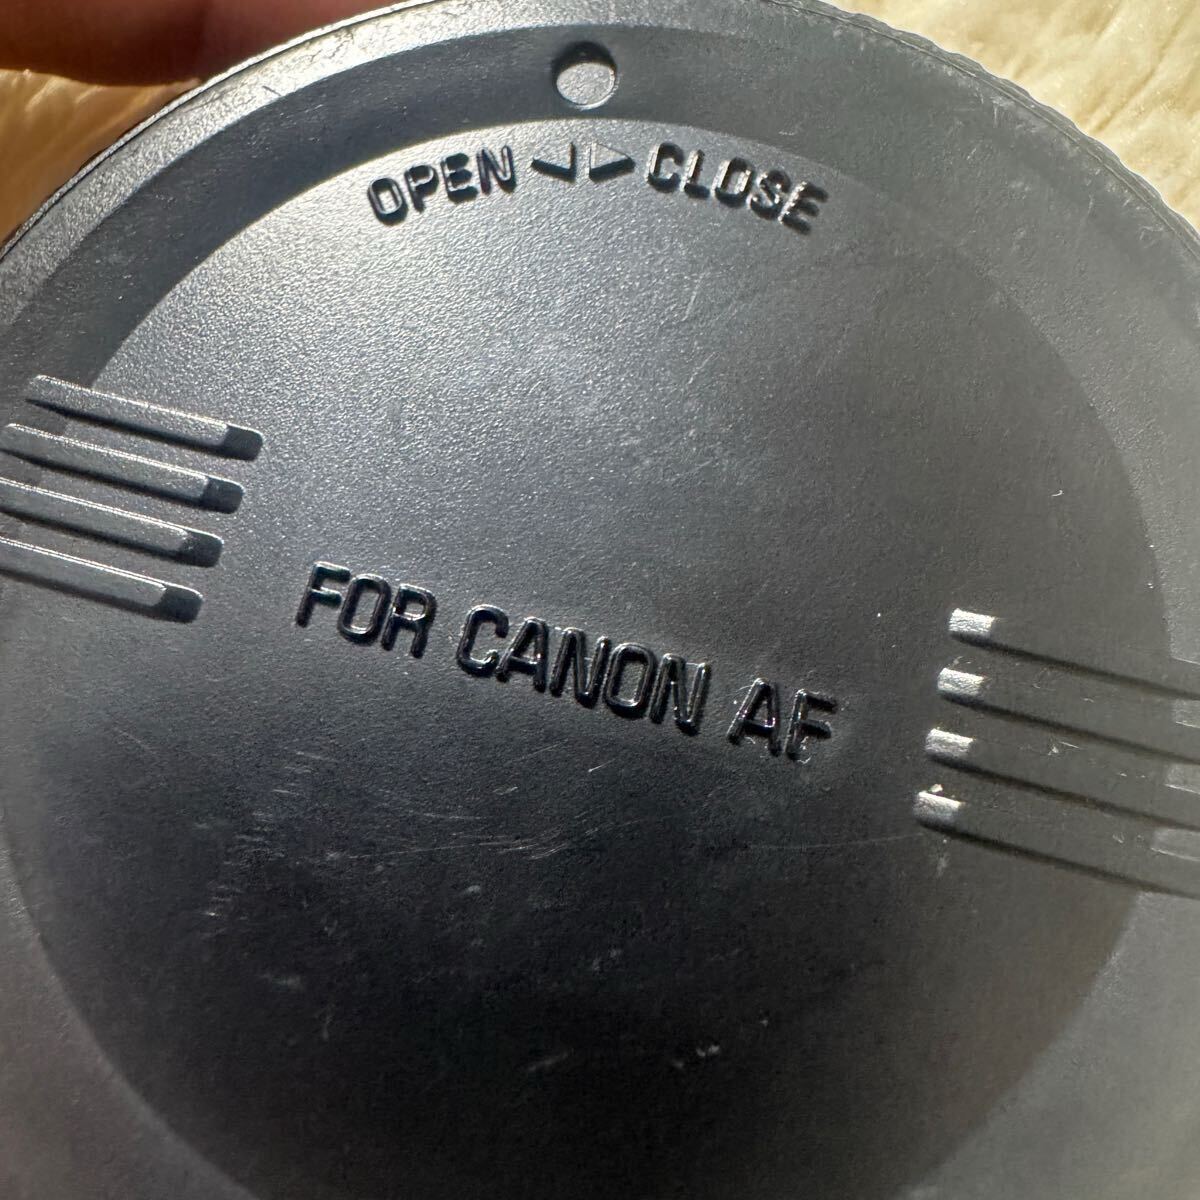 OPEN ◁ ▷ CLOSE
FOR CANON AF